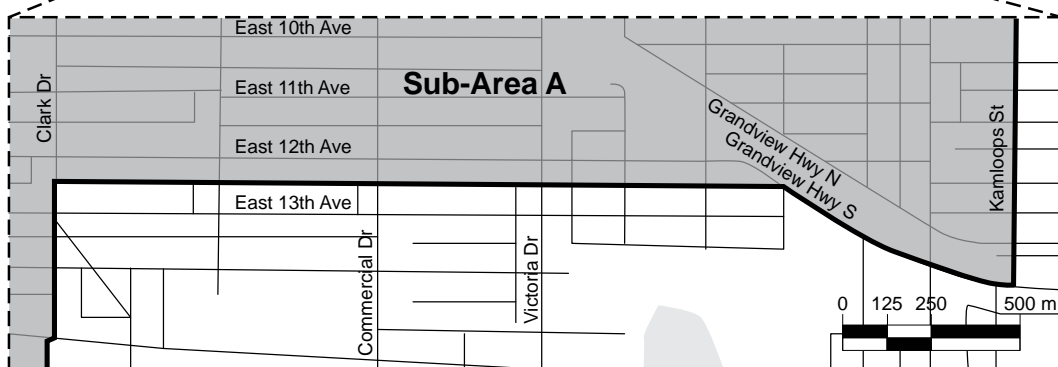 East 10th Ave
Sub-Area A
East 11th Ave
Clark Dr
East 12th Ave
Grandview Hwy N
Grandview Hwy S
Kamloops St
East 13th Ave
Commercial Dr
Victoria Dr
0 125 250 500 m